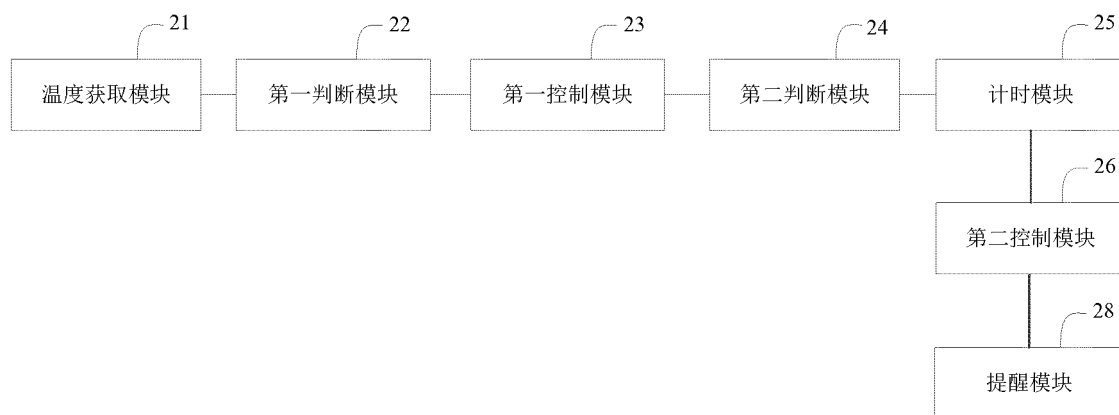 21
22
23
24
25
温度获取模块
第一判断模块
第一控制模块
第二判断模块
计时模块
26
第二控制模块
28
提醒模块